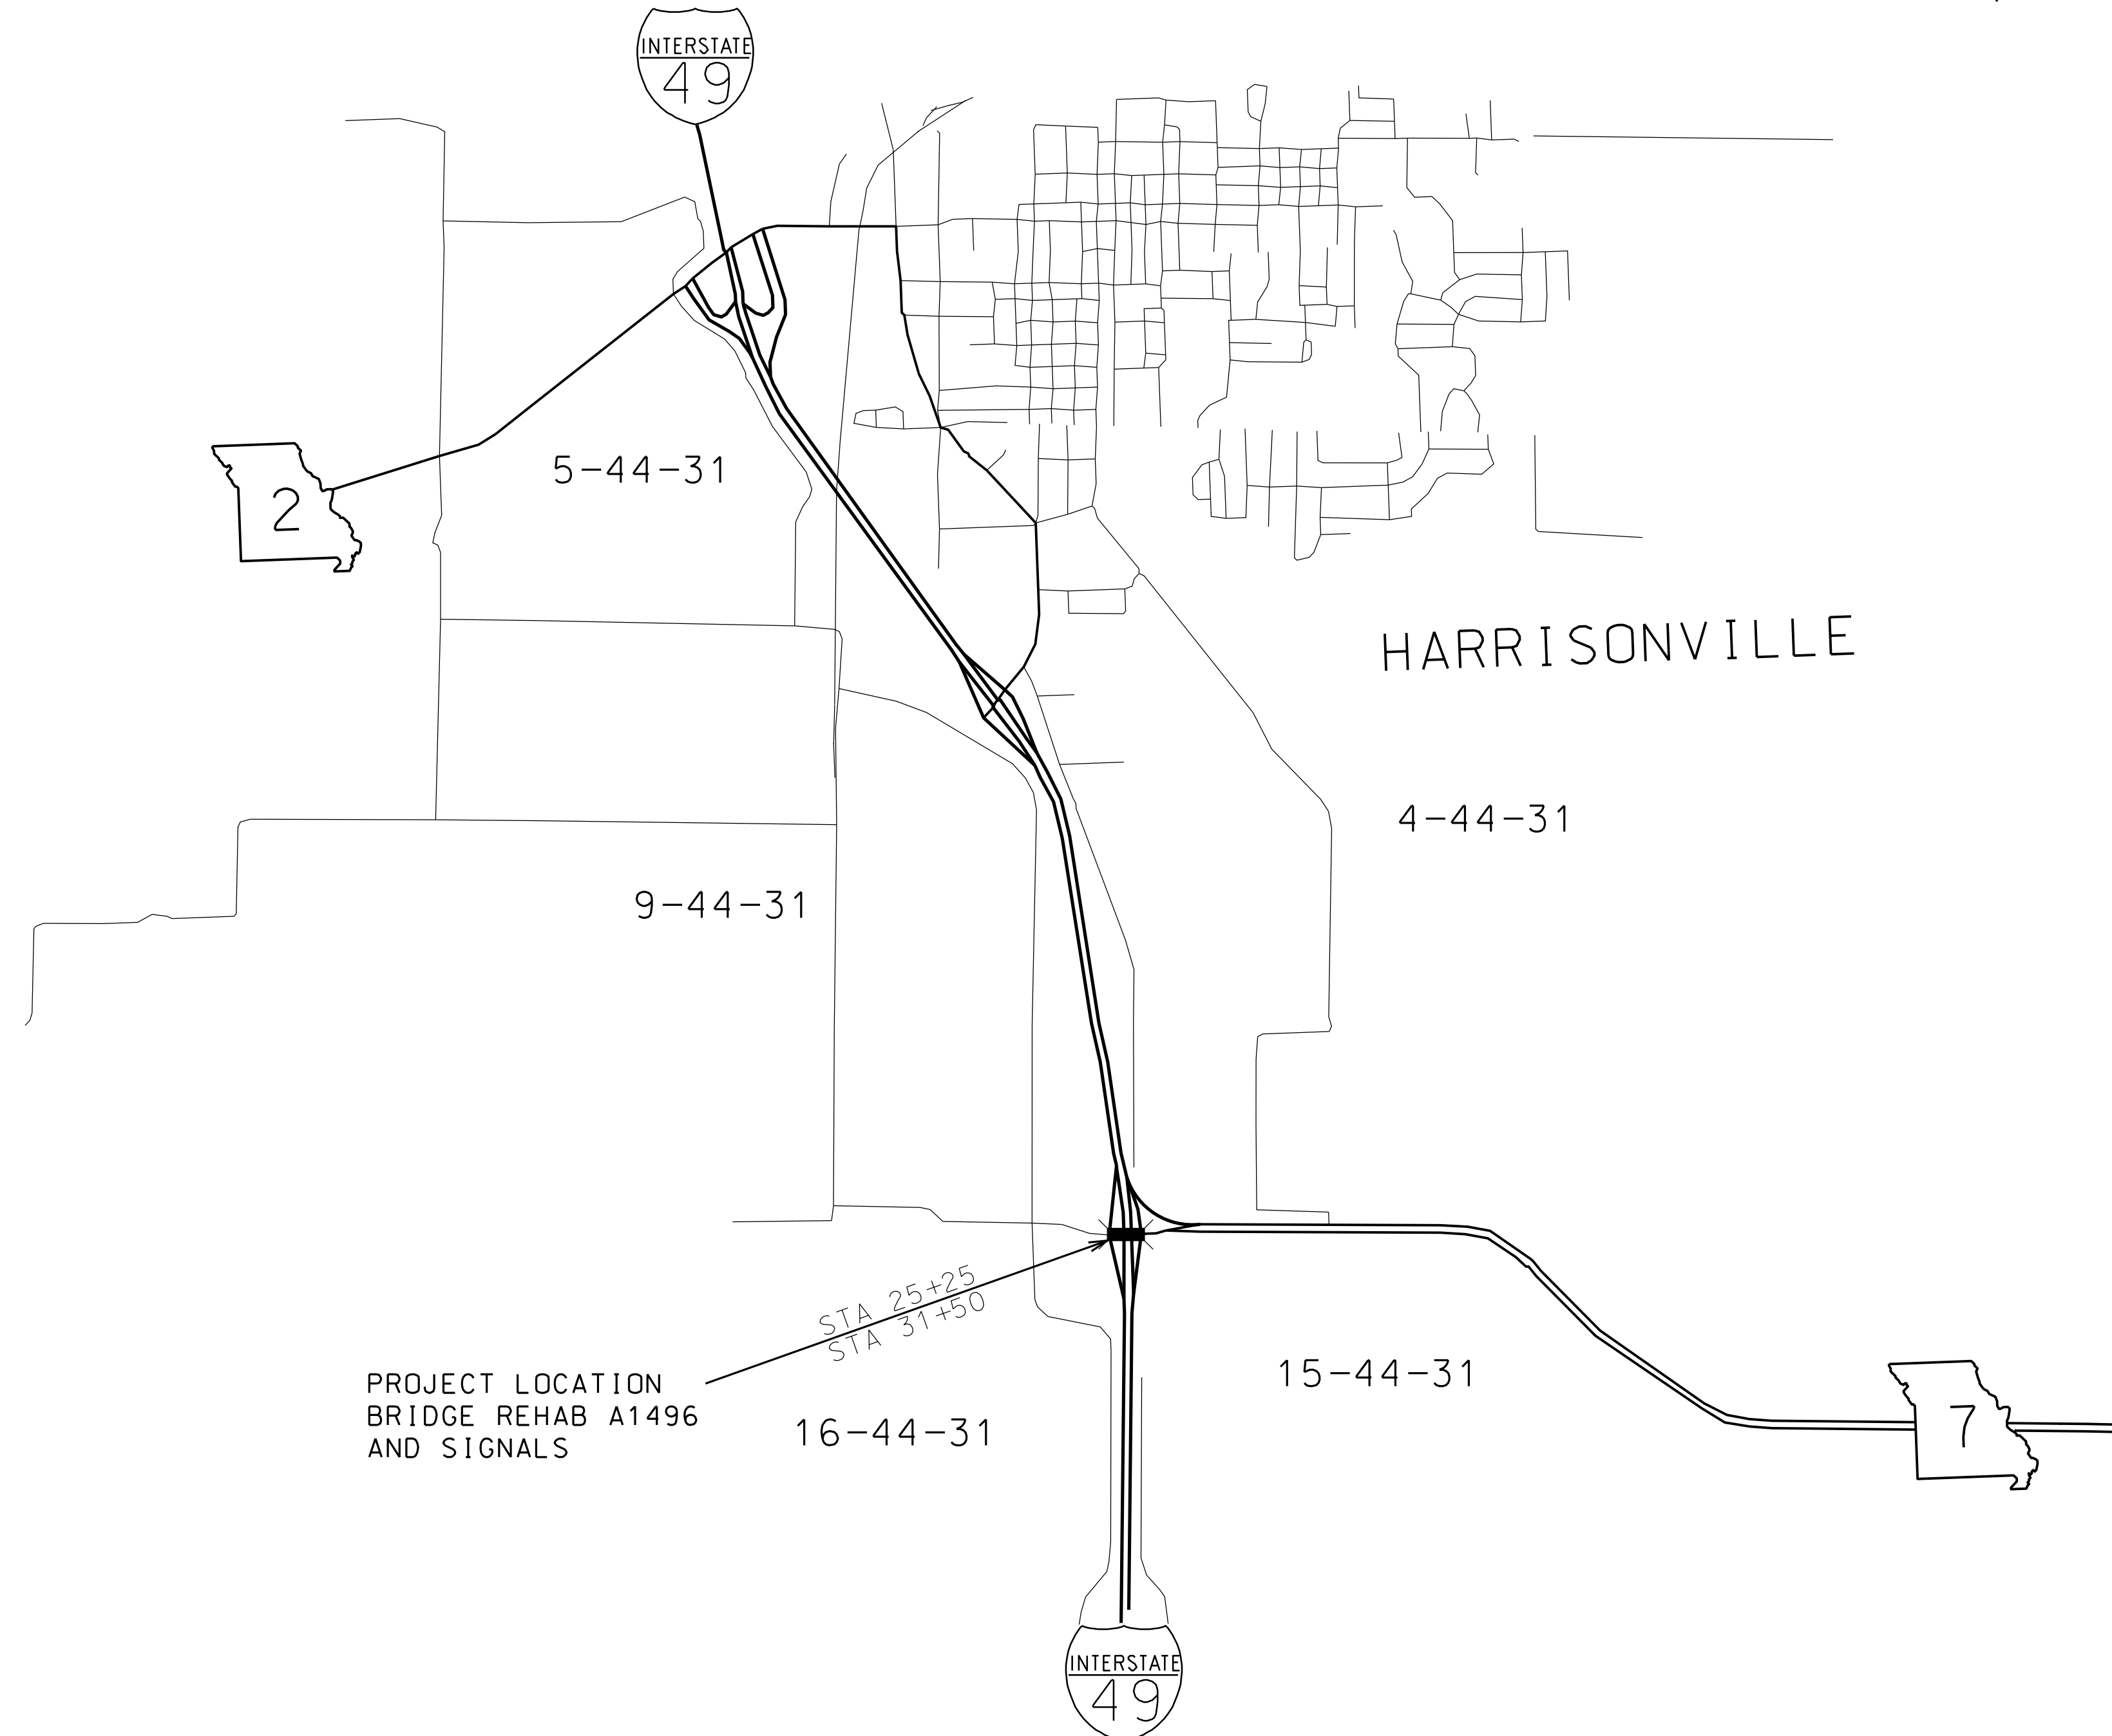 INTERSTATE
49
5-44-31
2
HARRISONVILLE
4-44-31
9-44-31
STA 25+25
STA 31+50
PROJECT LOCATION
BRIDGE REHAB A1496
AND SIGNALS
15-44-31
16-44-31
7
INTERSTATE
49